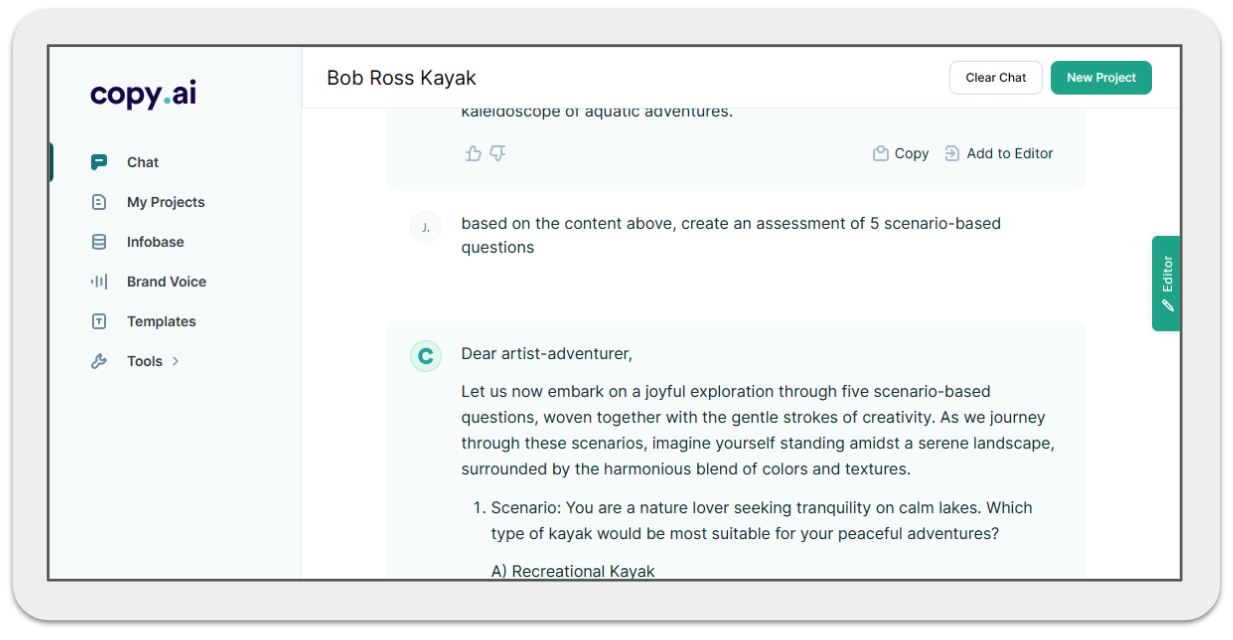 copy.ai
Chat
My Projects
Infobase
Brand Voice
Templates
Tools
Bob Ross Kayak
Clear Chat
New Project
kaleidoscope of aquatic adventures.
Copy
Add to Editor
J.
based on the content above, create an assessment of 5 scenario-based
questions
Editor
C
Dear artist-adventurer,
Let us now embark on a joyful exploration through five scenario-based
questions, woven together with the gentle strokes of creativity. As we journey
through these scenarios, imagine yourself standing amidst a serene landscape,
surrounded by the harmonious blend of colors and textures.
1. Scenario: You are a nature lover seeking tranquility on calm lakes. Which
type of kayak would be most suitable for your peaceful adventures?
A) Recreational Kayak